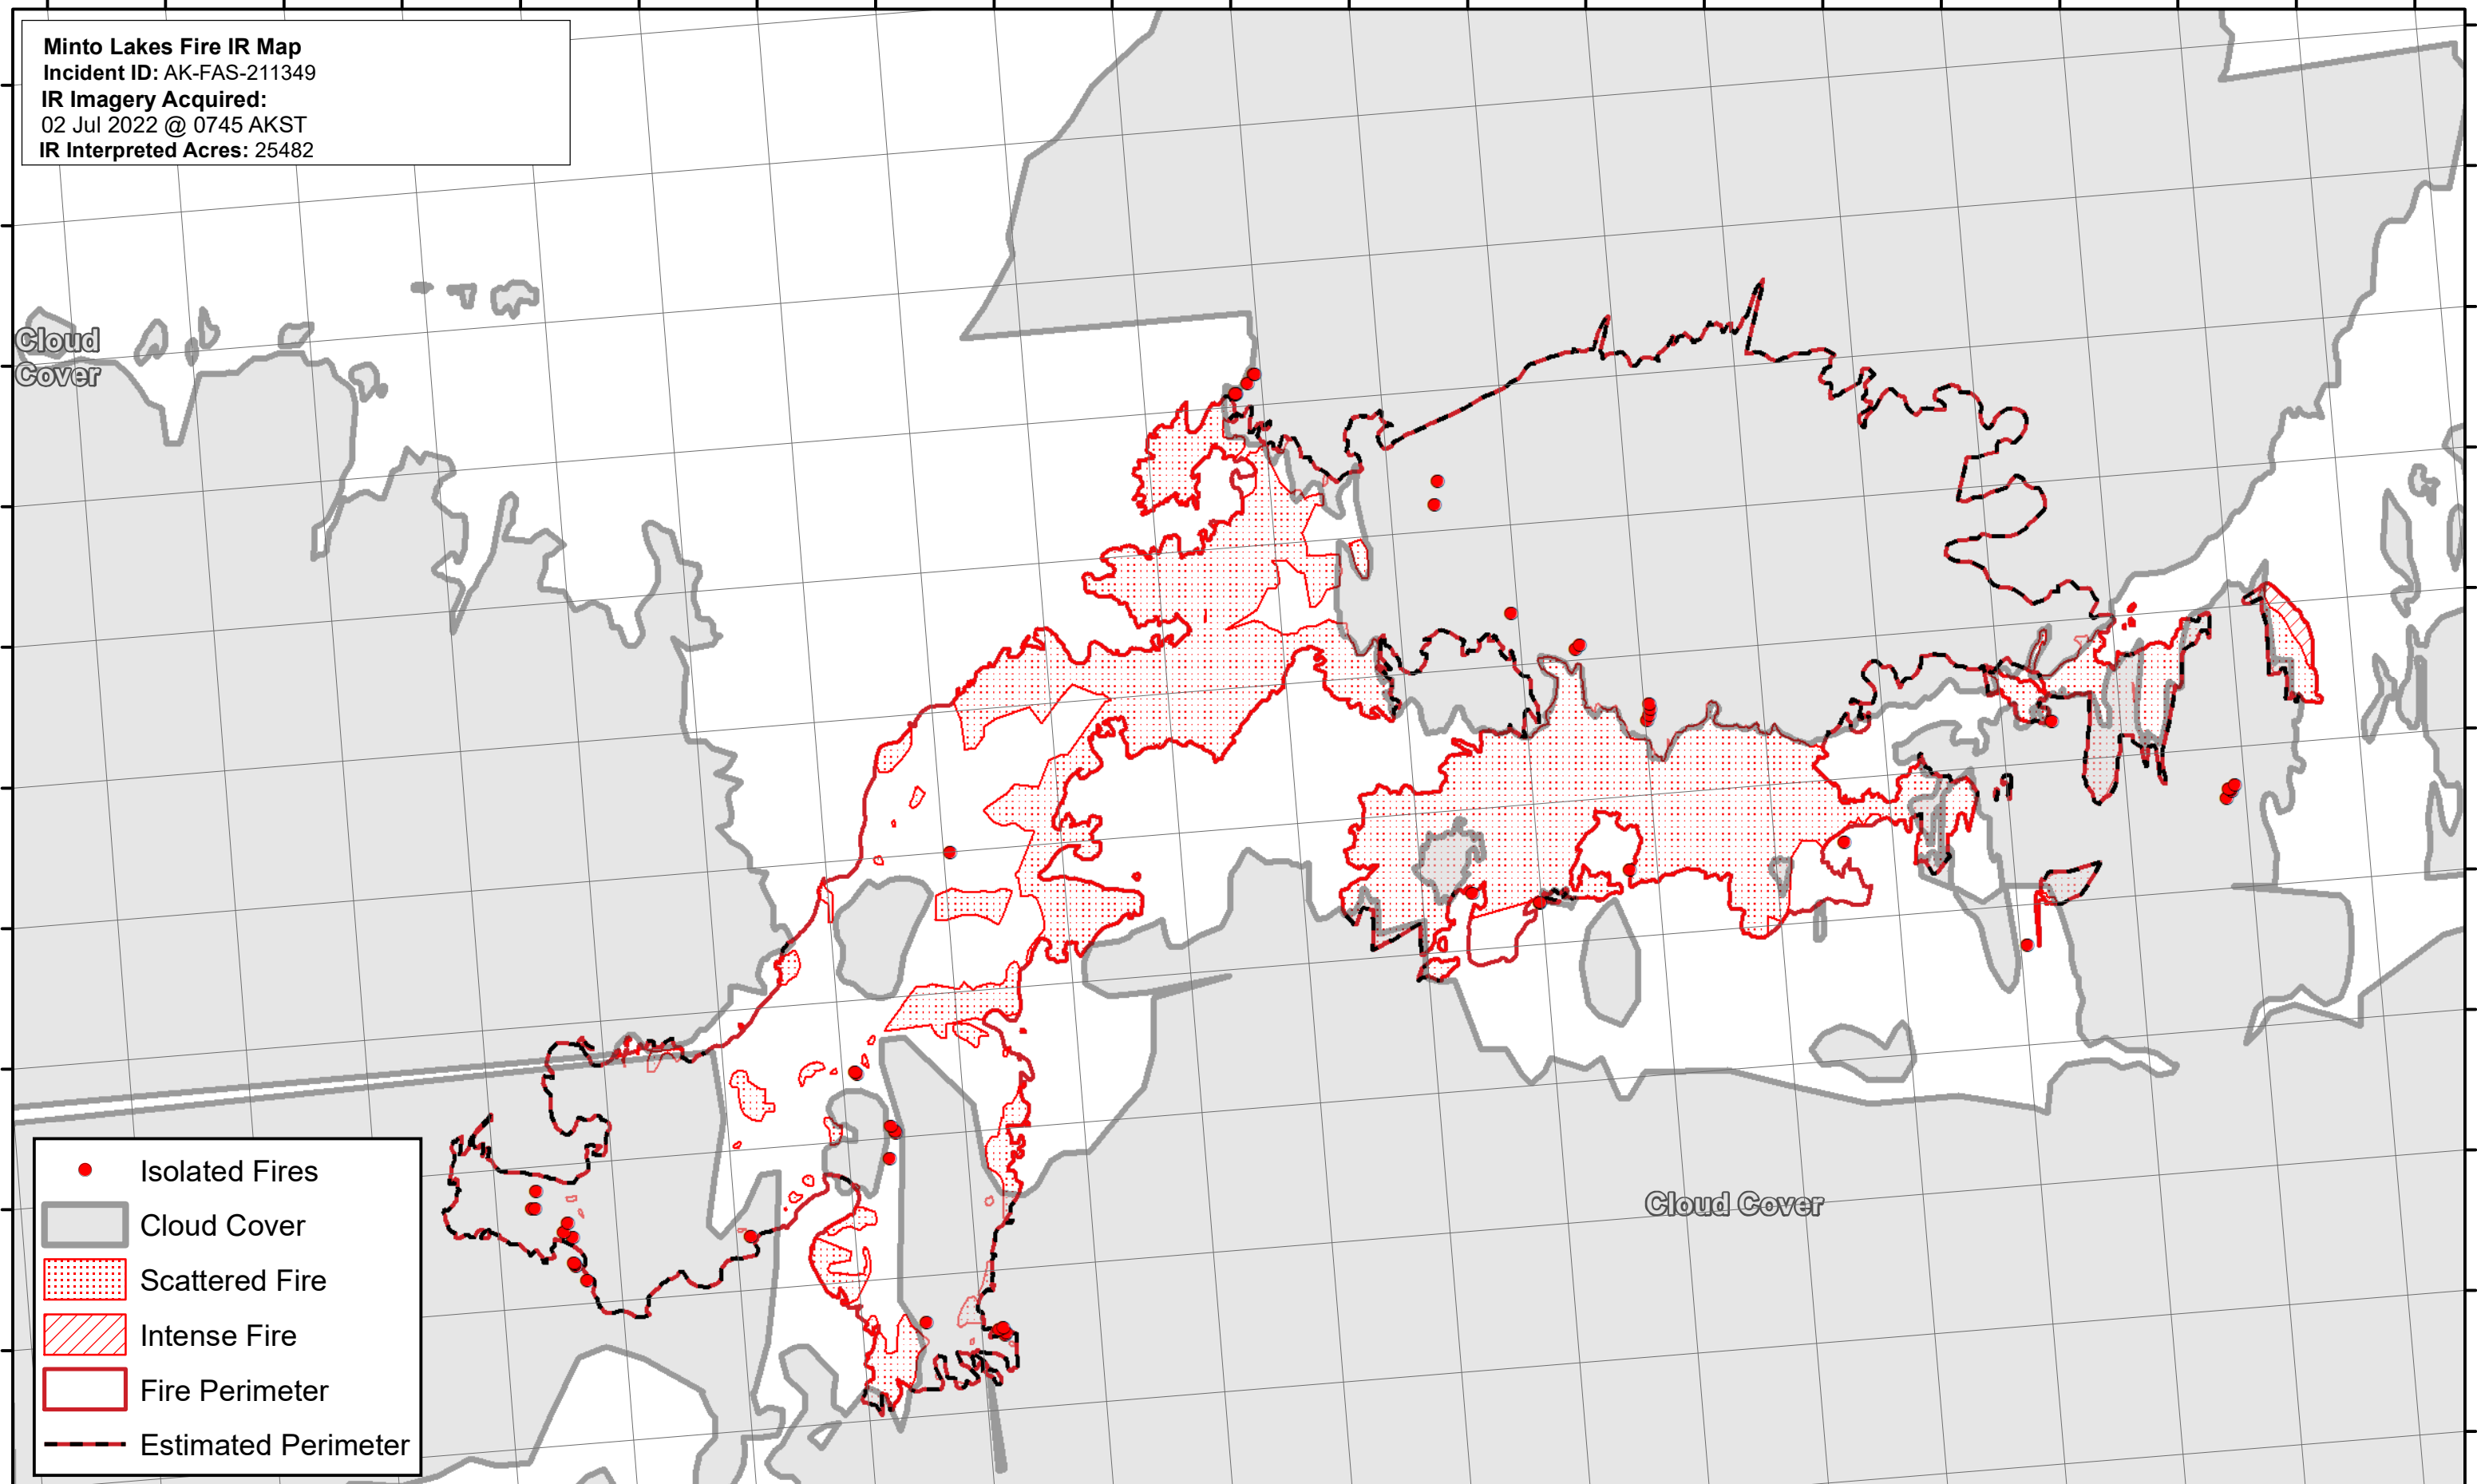 Minto Lakes Fire IR Map
Incident ID: AK-FAS-211349
IR Imagery Acquired:
02 Jul 2022 @ 0745 AKST
IR Interpreted Acres: 25482
Cloud
Cover
Cloud Cover
Isolated Fires
Cloud Cover
Scattered Fire
Intense Fire
Fire Perimeter
Estimated Perimeter